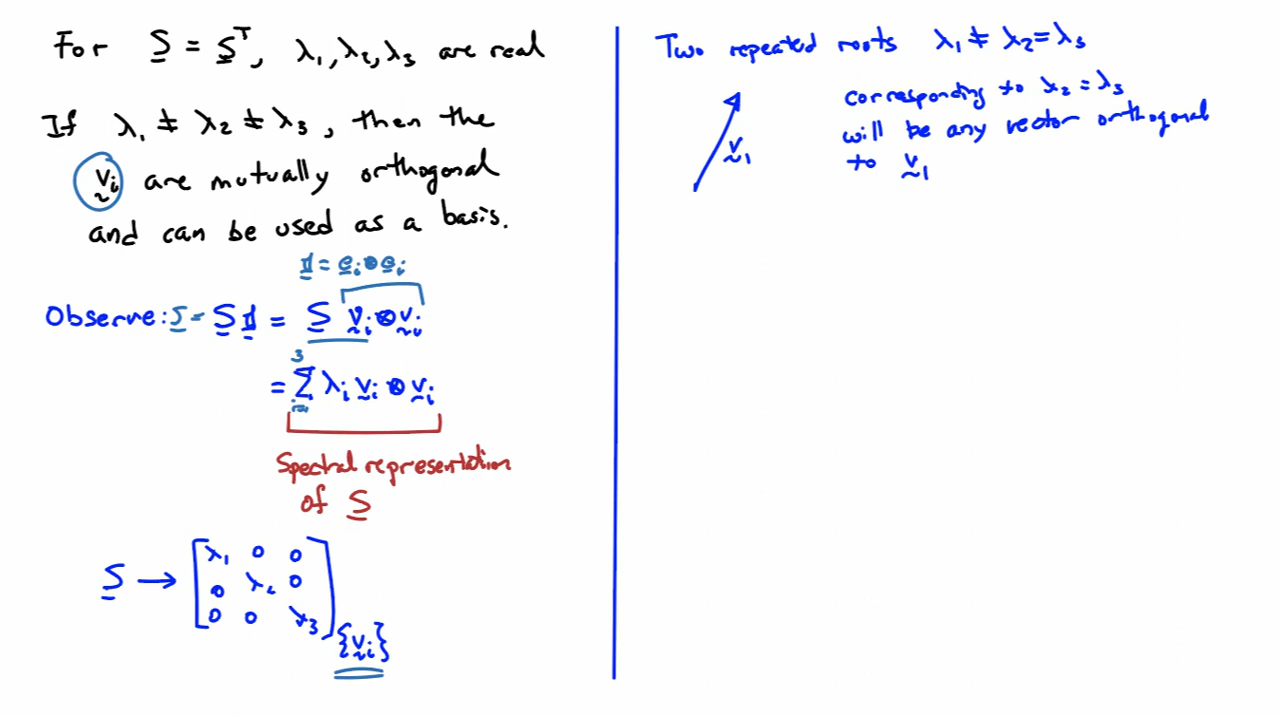 For S = Sᵀ, λ₁, λ₂, λ₃ are real
If λ₁ ≠ λ₂ ≠ λ₃, then the
vᵢ are mutually orthogonal
and can be used as a basis.
𝟙 = eᵢ⊗eᵢ
Observe: S = S𝟙 = S vᵢ⊗vᵢ
= ∑ᵢ₌₁³ λᵢ vᵢ⊗vᵢ
Spectral representation
of S
S → [λ₁ 0 0
0 λ₂ 0
0 0 λ₃]
{vᵢ}
Two repeated roots λ₁ ≠ λ₂ = λ₃
v₁
corresponding to λ₂ = λ₃
will be any vector orthogonal
to v₁